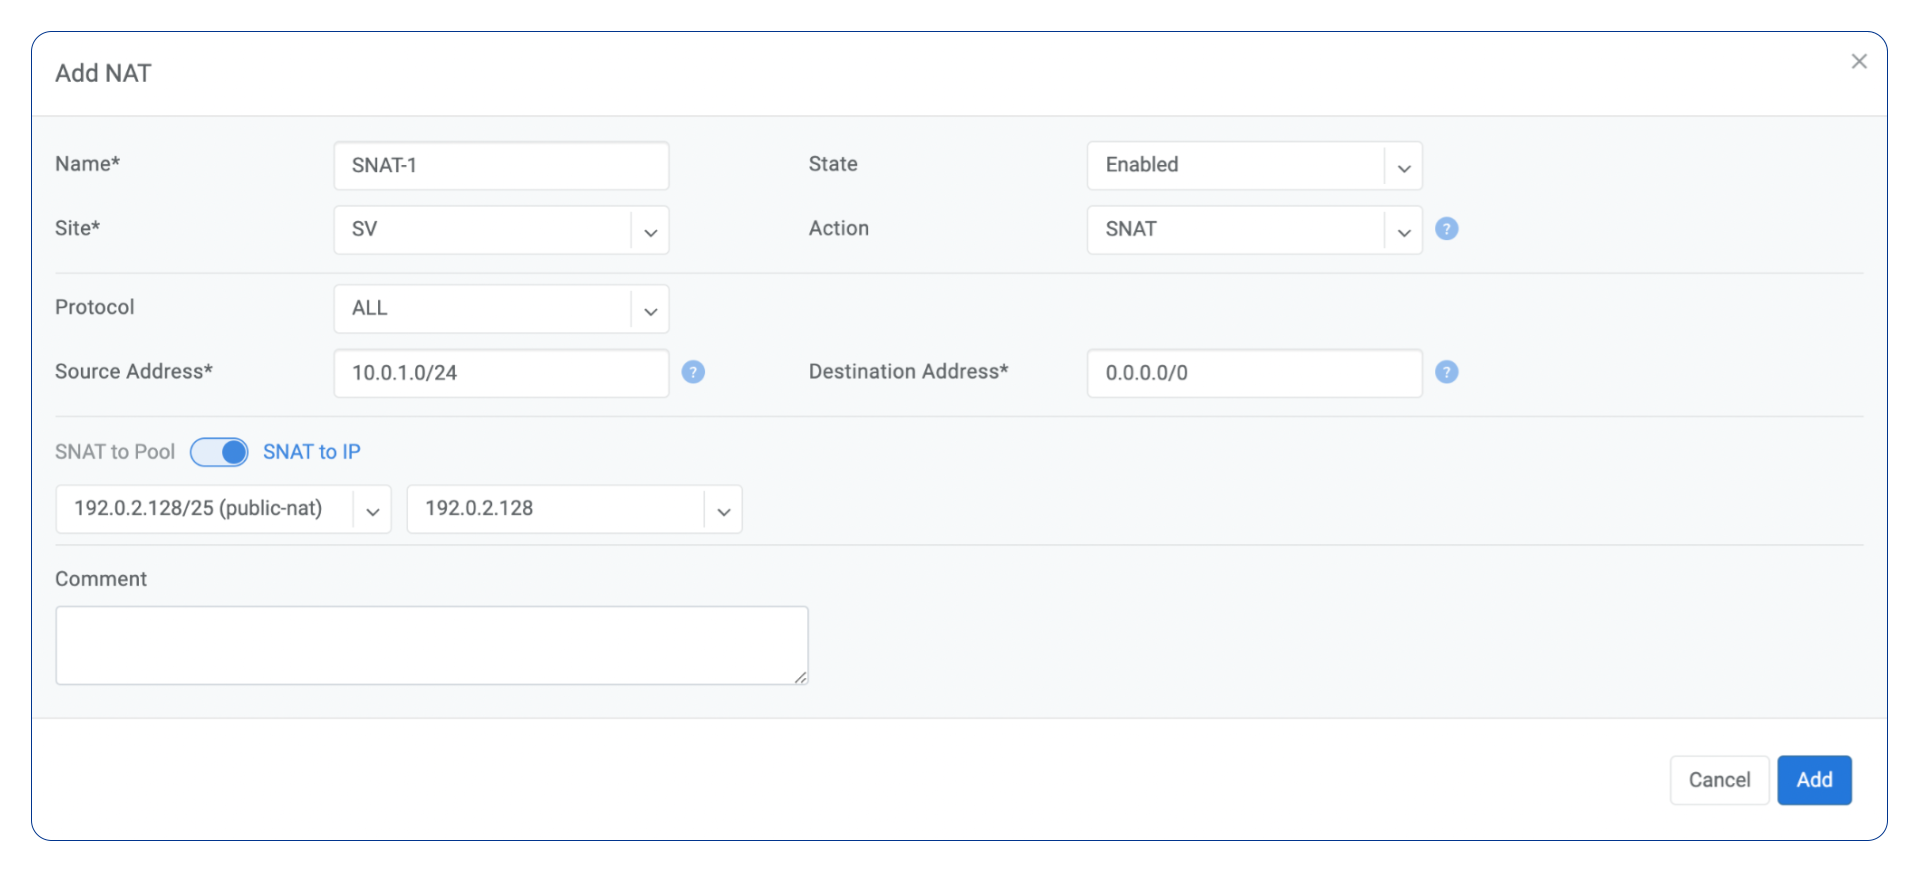 Add NAT
Name* SNAT-1 State Enabled
Site* SV Action SNAT ?
Protocol ALL
Source Address* 10.0.1.0/24 ? Destination Address* 0.0.0.0/0 ?
SNAT to Pool SNAT to IP
192.0.2.128/25 (public-nat) 192.0.2.128
Comment
Cancel Add